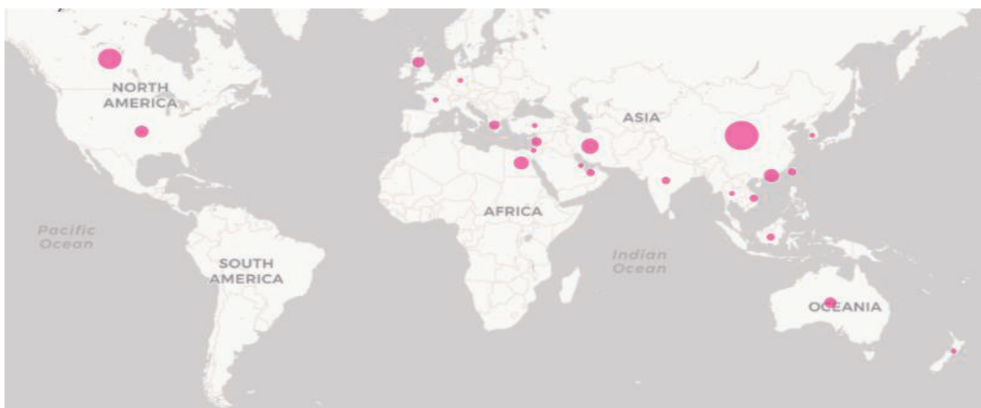 NORTH
AMERICA
ASIA
AFRICA
Pacific
Ocean
Indian
Ocean
SOUTH
AMERICA
OCEANIA